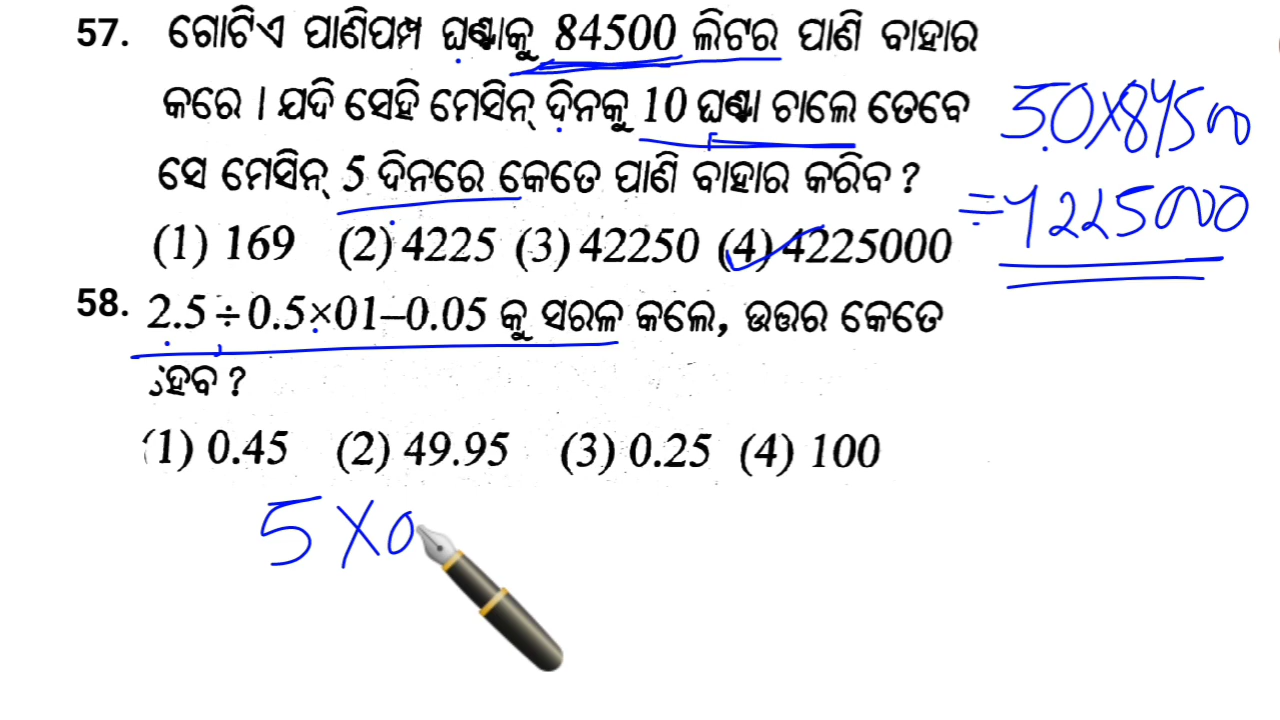 57. ଗୋଟିଏ ପାଣିପମ୍ପ ଘଣ୍ଟାକୁ 84500 ଲିଟର ପାଣି ବାହାର
କରେ । ଯଦି ସେହି ମେସିନ୍ ଦିନକୁ 10 ଘଣ୍ଟା ଚାଲେ ତେବେ
ସେ ମେସିନ୍ 5 ଦିନରେ କେତେ ପାଣି ବାହାର କରିବ ?
(1) 169 (2) 4225 (3) 42250 (4) 4225000
50×84500
=4225000
58. 2.5÷0.5×01–0.05 କୁ ସରଳ କଲେ, ଉତ୍ତର କେତେ
ହେବ ?
(1) 0.45 (2) 49.95 (3) 0.25 (4) 100
5×0